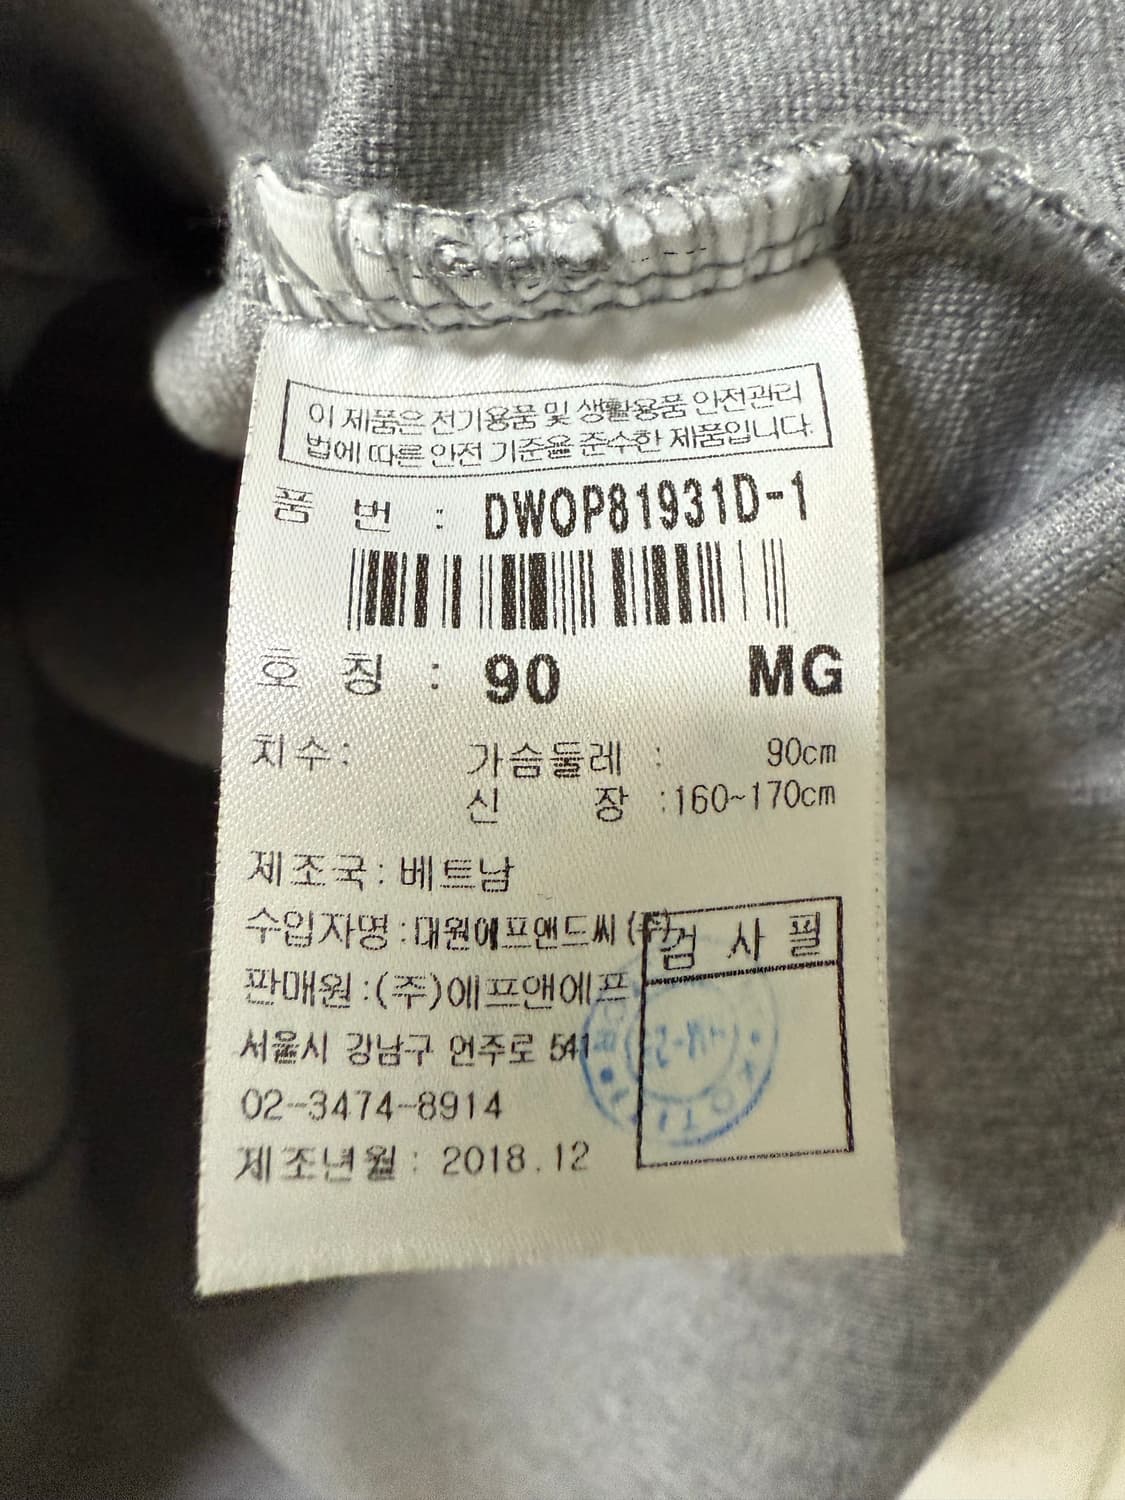 이 제품은 전기용품 및 생활용품 안전관리
법에 따른 안전 기준을 준수한 제품입니다.
품 번 : DWOP81931D-1
호 칭 : 90 MG
치수: 가슴둘레 : 90cm
신 장 :160~170cm
제조국:베트남
수입자명:대원에프앤드씨(주)
검 사 필
판매원:(주)에프앤에프
서울시 강남구 언주로 541
02-3474-8914
제조년월: 2018.12
KOTITI